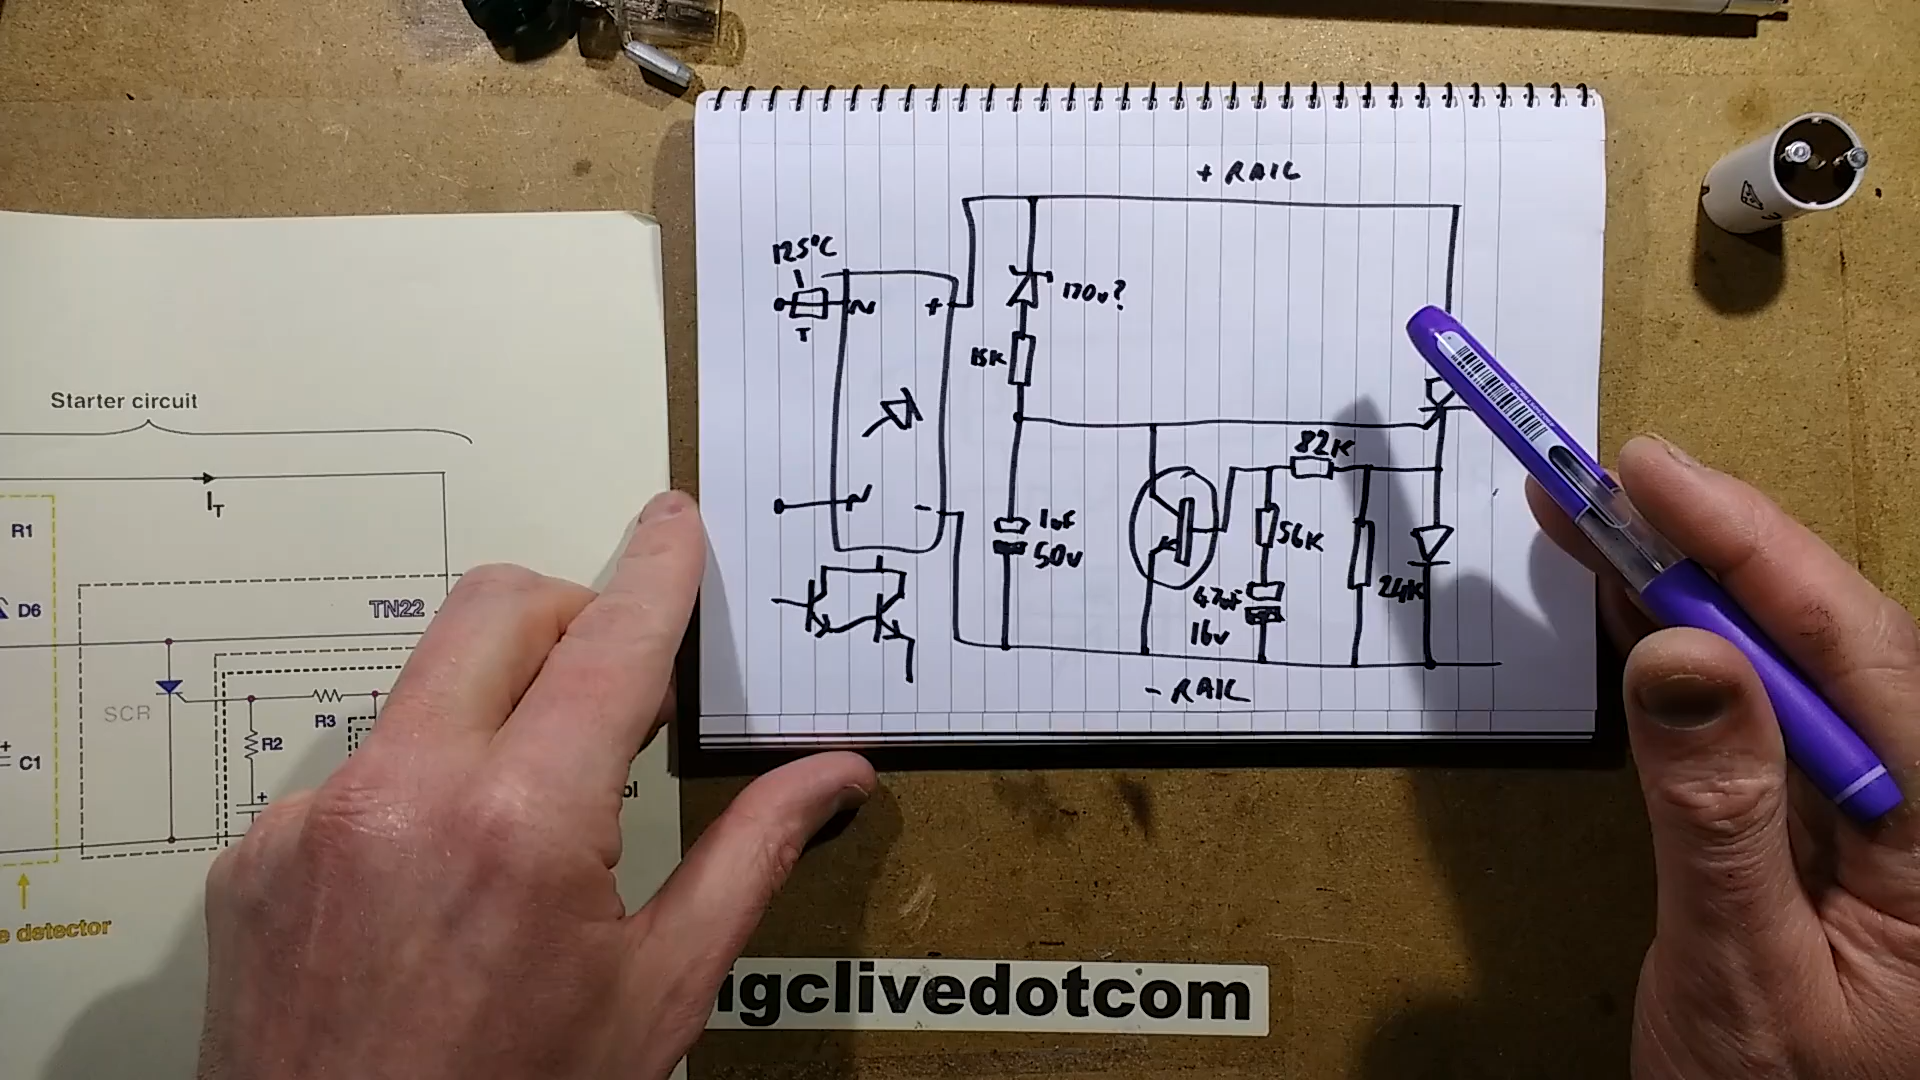 Starter circuit
IT
R1
D6
TN22
SCR
R3
R2
C1
+
+
e detector
ol
+ RAIL
125°C
T
~
+
170v?
15K
~
-
1uF
50v
82K
56K
47uF
16v
24K
- RAIL
igclivedotcom